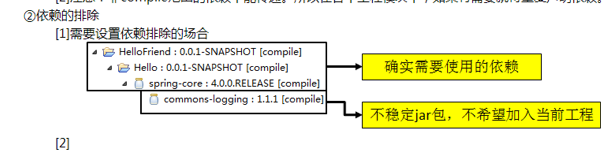 ②依赖的排除
[1]需要设置依赖排除的场合
HelloFriend : 0.0.1-SNAPSHOT [compile]
Hello : 0.0.1-SNAPSHOT [compile]
确实需要使用的依赖
spring-core : 4.0.0.RELEASE [compile]
commons-logging : 1.1.1 [compile]
不稳定jar包，不希望加入当前工程
[2]